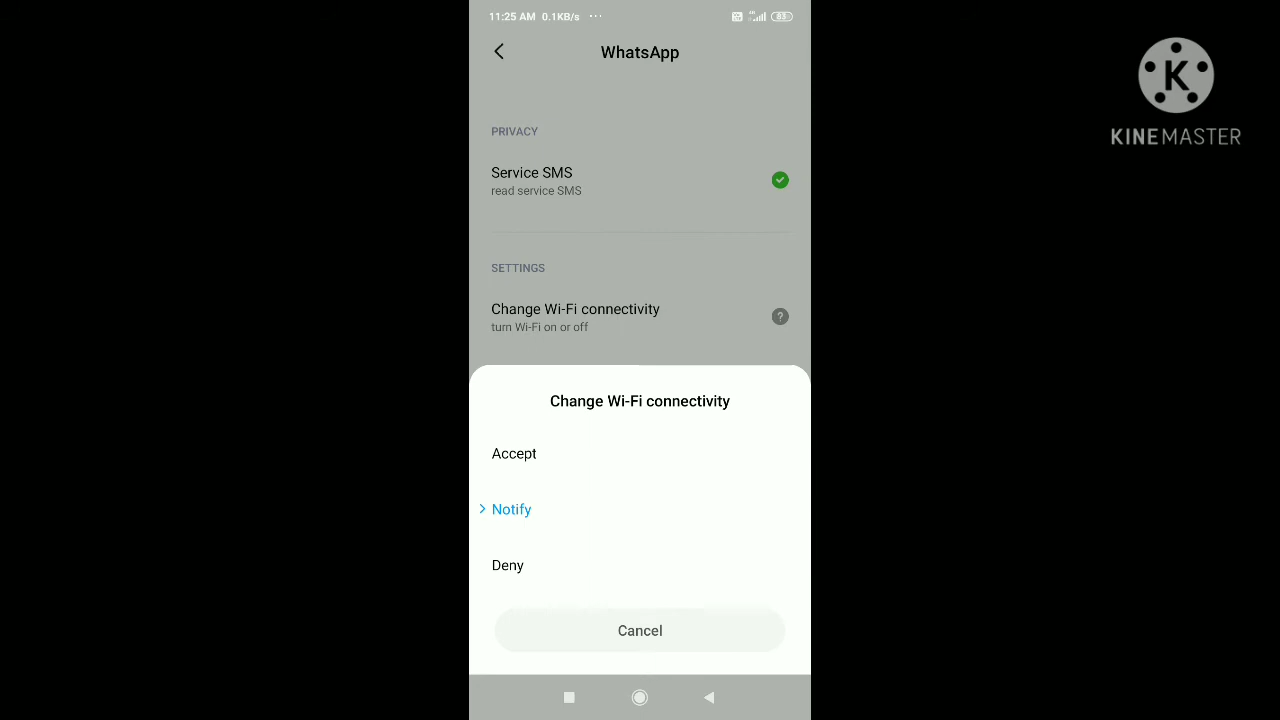 11:25 AM 0.1KB/s ...
WhatsApp
KINEMASTER
PRIVACY
Service SMS
read service SMS
SETTINGS
Change Wi-Fi connectivity
turn Wi-Fi on or off
Change Wi-Fi connectivity
Accept
Notify
Deny
Cancel